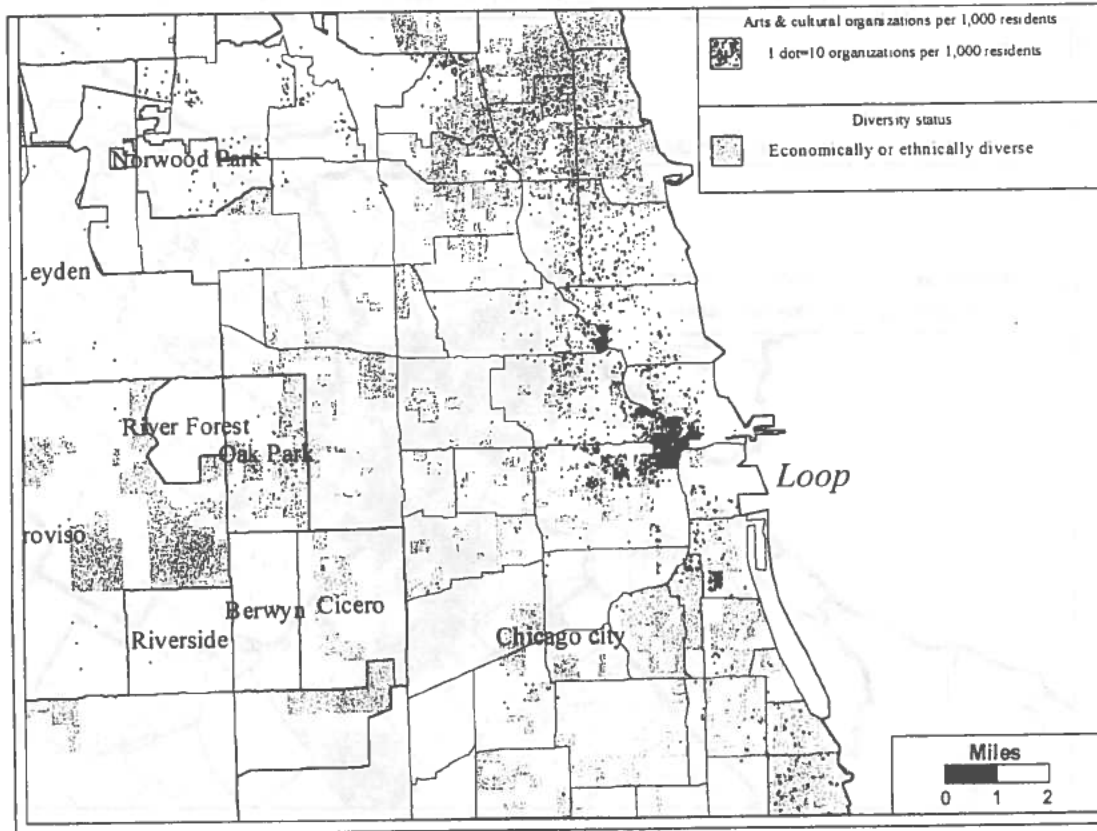 Arts & cultural organizations per 1,000 residents
1 dot=10 organizations per 1,000 residents
Diversity status
Economically or ethnically diverse
Norwood Park
Leyden
River Forest
Oak Park
Loop
roviso
Berwyn
Cicero
Riverside
Chicago city
Miles
0 1 2